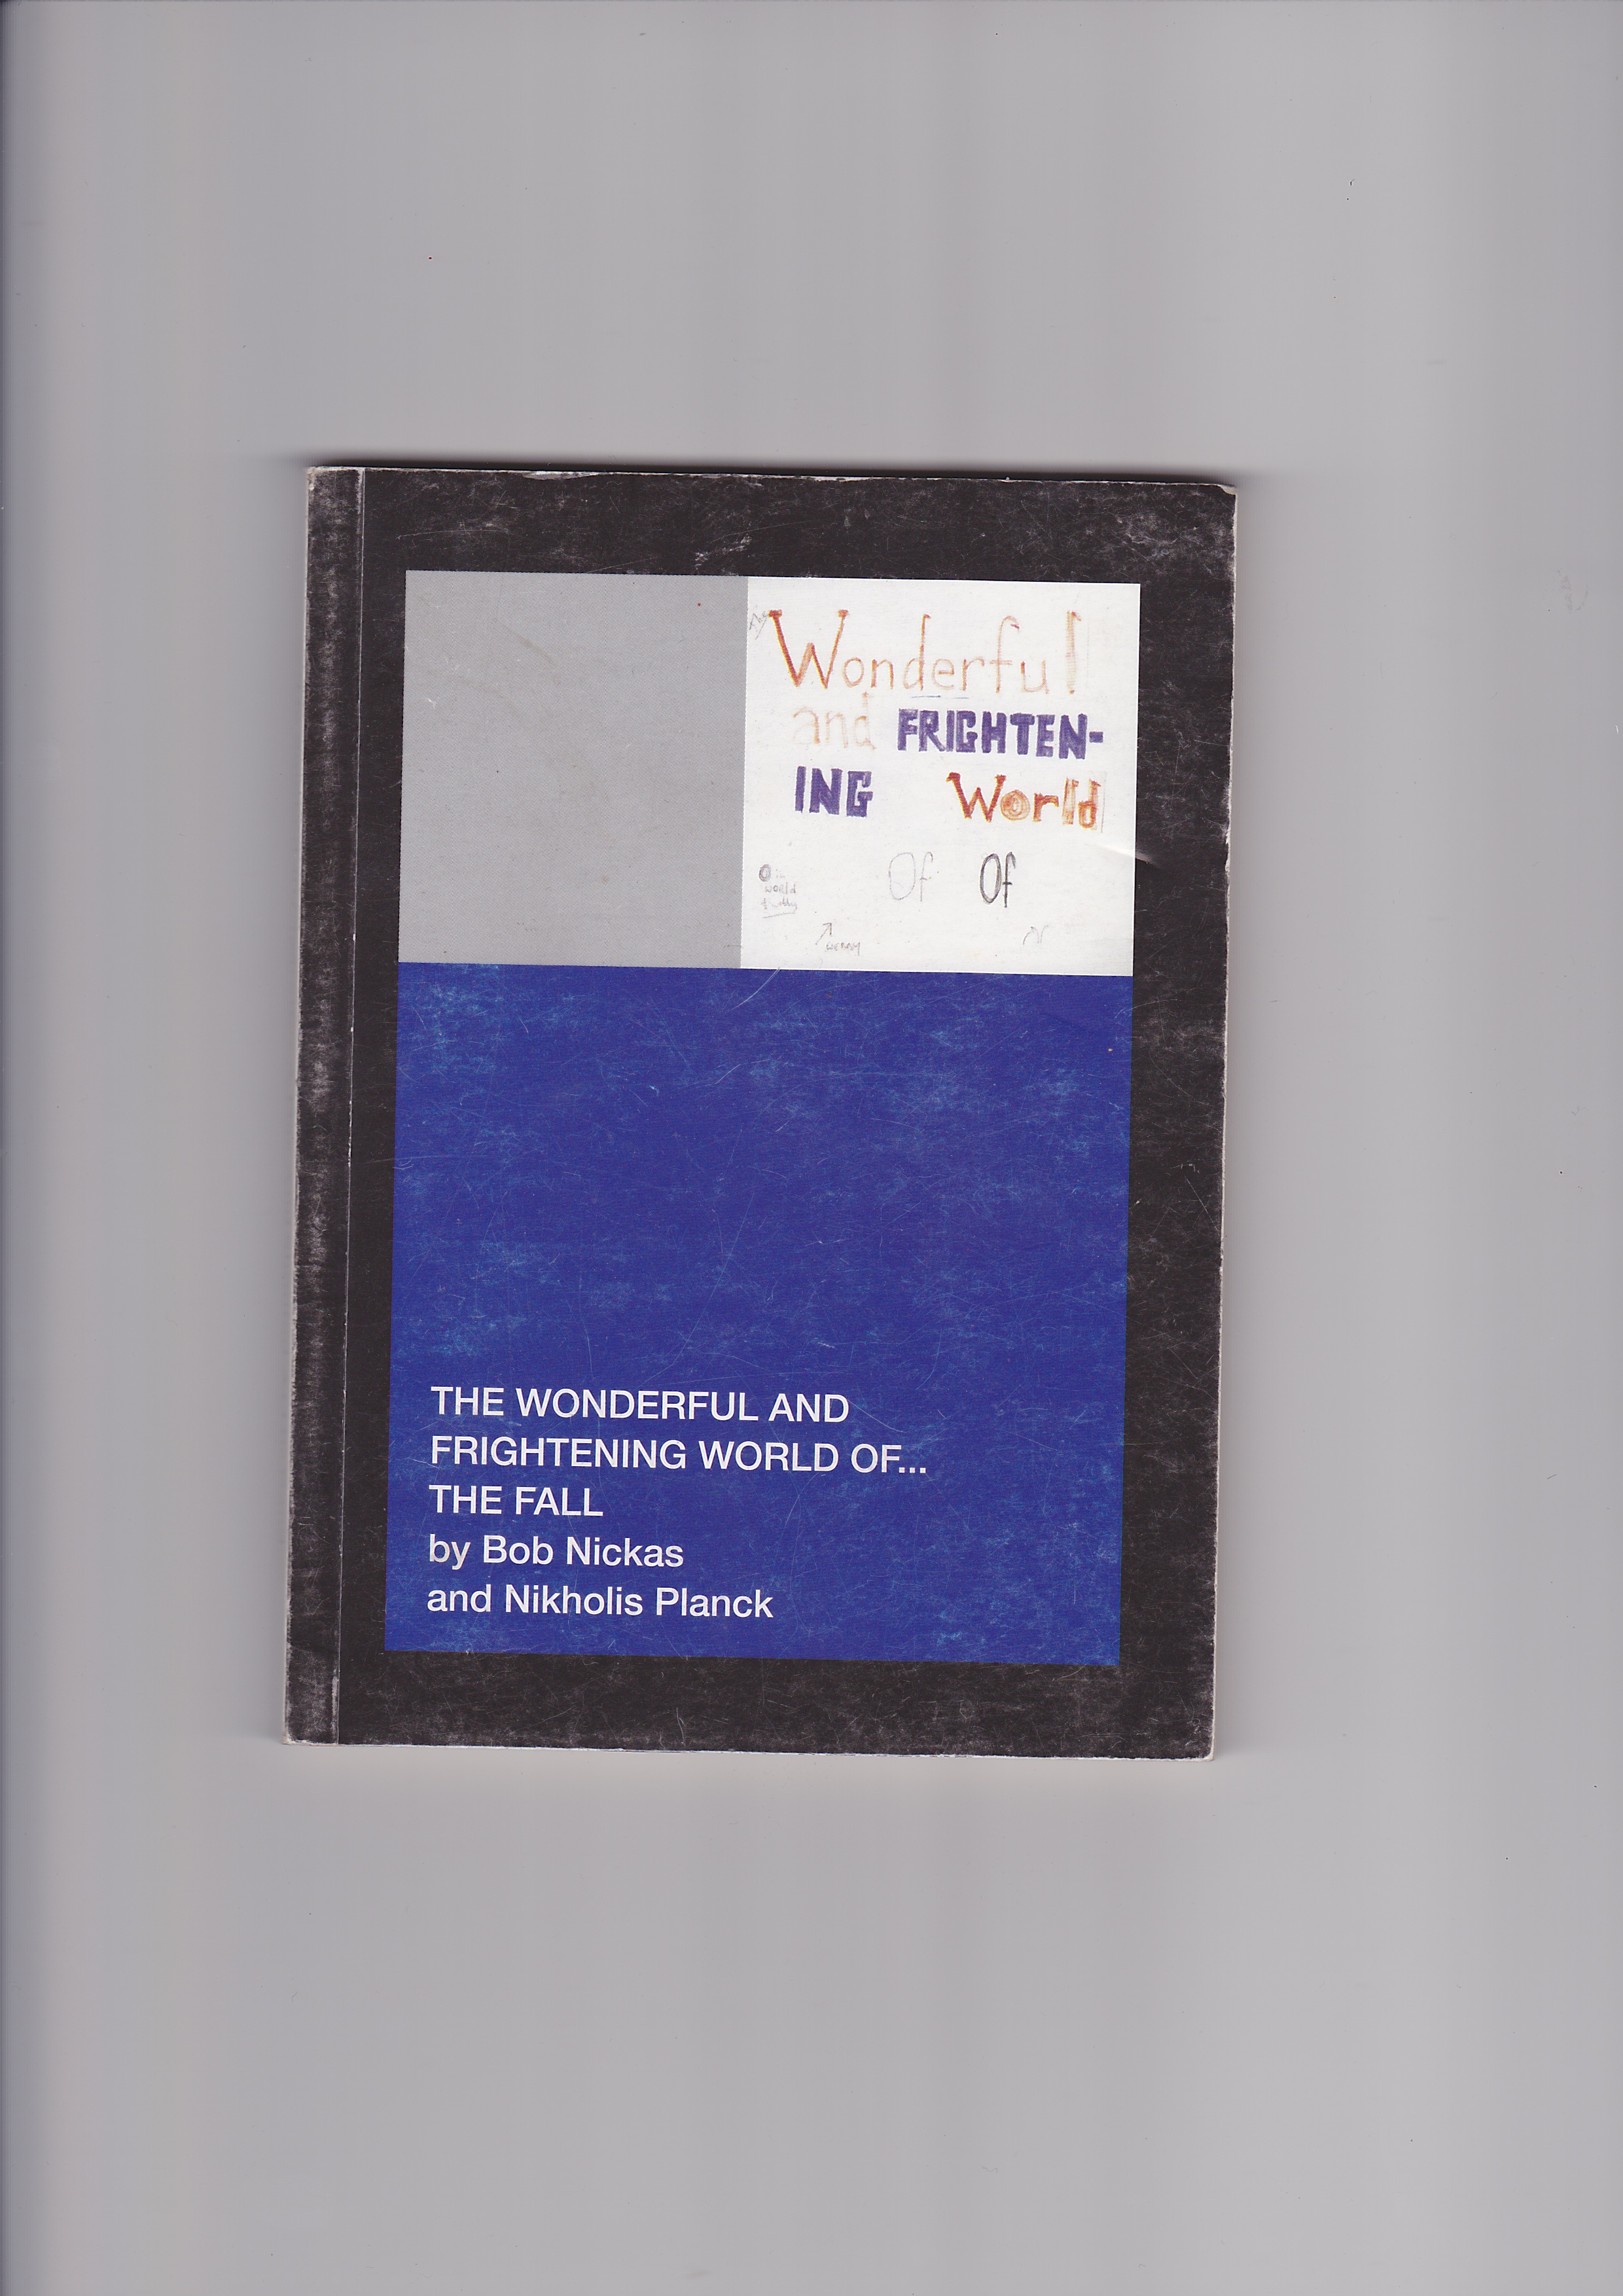 Wonderful
and FRIGHTEN-
ING World
Of Of
world
THE WONDERFUL AND
FRIGHTENING WORLD OF...
THE FALL
by Bob Nickas
and Nikholis Planck